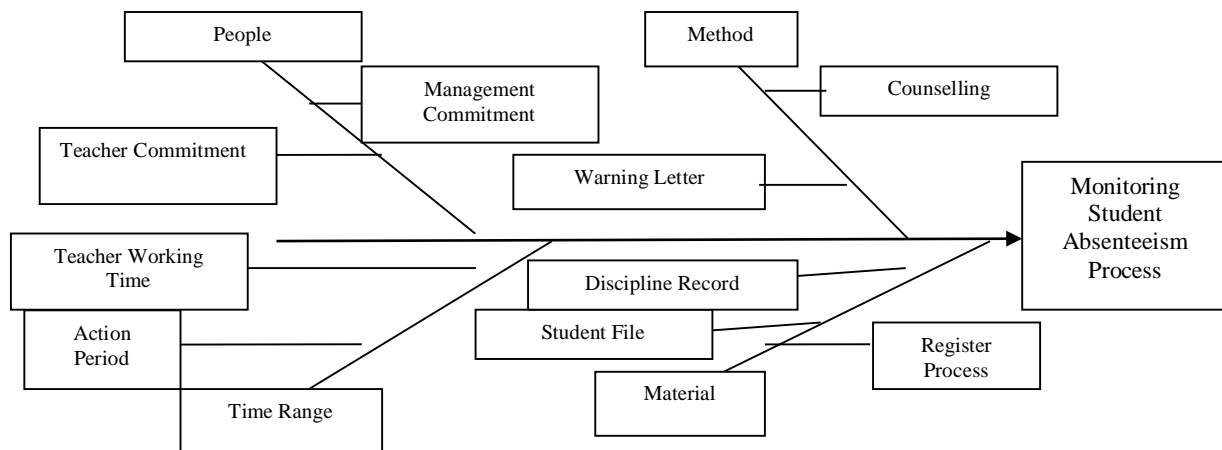 People
Method
Management
Commitment
Counselling
Teacher Commitment
Warning Letter
Monitoring
Student
Absenteeism
Process
Teacher Working
Time
Discipline Record
Action
Period
Student File
Register
Process
Material
Time Range